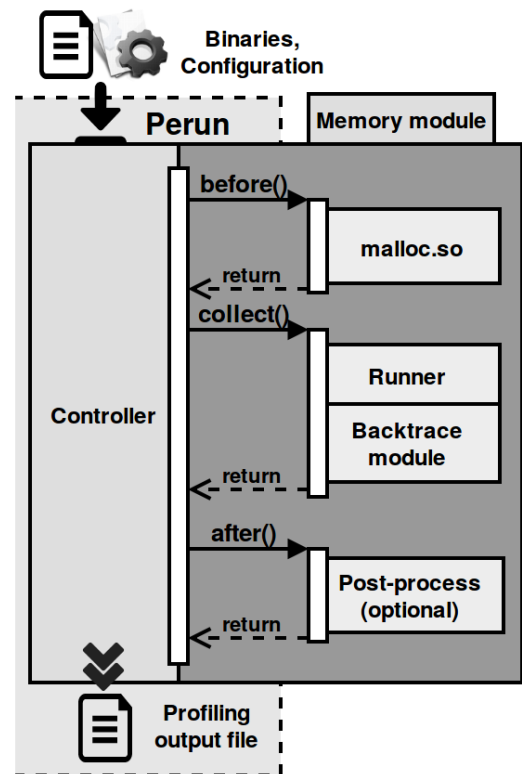 Binaries,
Configuration
Perun
Memory module
before()
malloc.so
return
collect()
Runner
Controller
Backtrace
module
return
after()
Post-process
(optional)
return
Profiling
output file